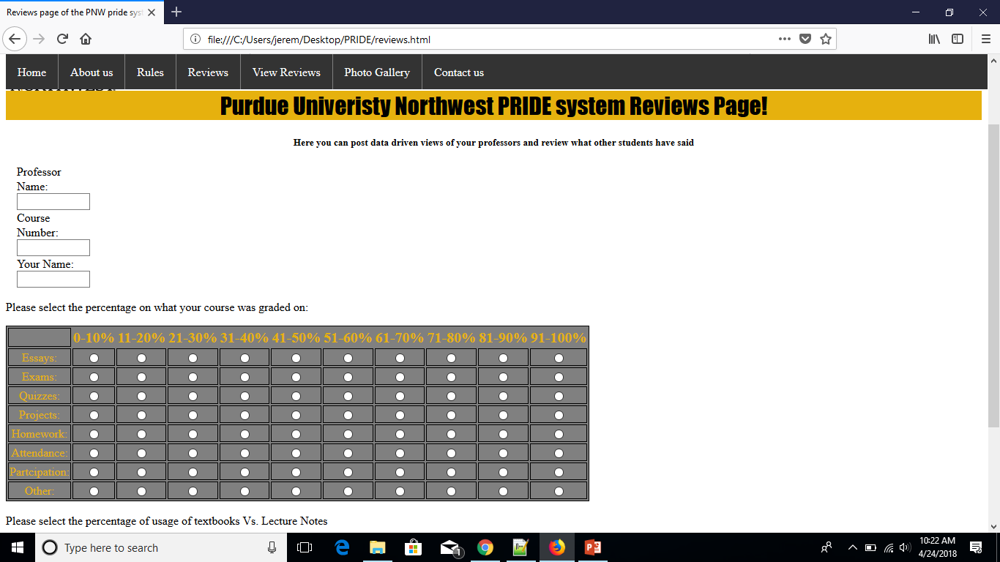 Reviews page of the PNW pride sys
file:///C:/Users/jerem/Desktop/PRIDE/reviews.html
Home About us Rules Reviews View Reviews Photo Gallery Contact us
NORTHWEST
Purdue Univeristy Northwest PRIDE system Reviews Page!
Here you can post data driven views of your professors and review what other students have said
Professor
Name:
Course
Number:
Your Name:
Please select the percentage on what your course was graded on:
0-10% 11-20% 21-30% 31-40% 41-50% 51-60% 61-70% 71-80% 81-90% 91-100%
Essays:
Exams:
Quizzes:
Projects:
Homework:
Attendance:
Partcipation:
Other:
Please select the percentage of usage of textbooks Vs. Lecture Notes
Type here to search
1
10:22 AM
4/24/2018